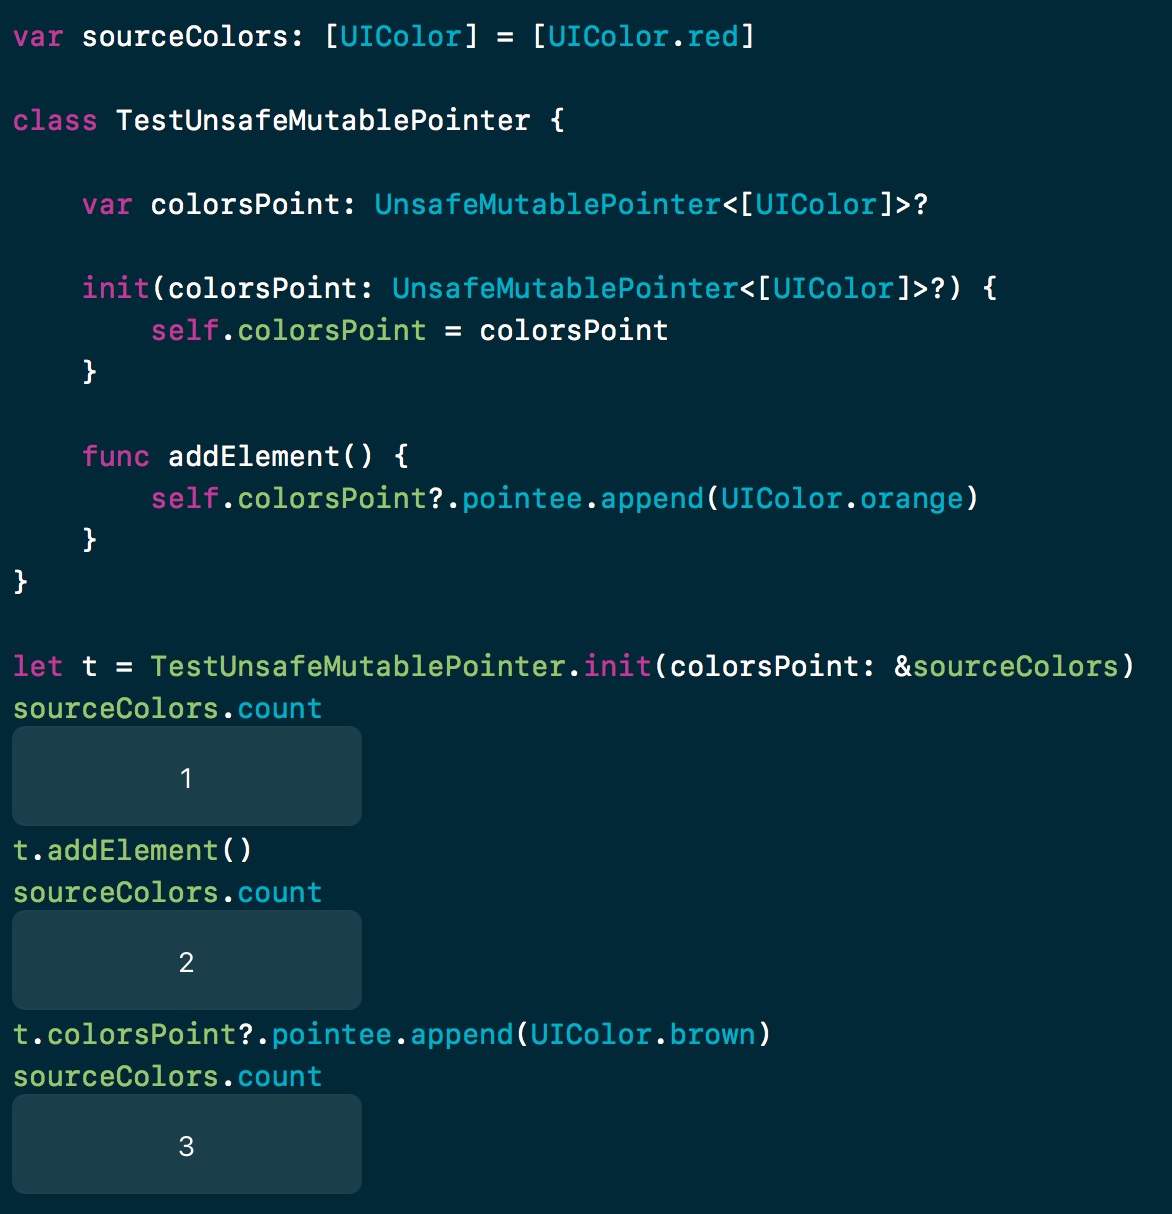 var sourceColors: [UIColor] = [UIColor.red]
class TestUnsafeMutablePointer {
var colorsPoint: UnsafeMutablePointer<[UIColor]>?
init(colorsPoint: UnsafeMutablePointer<[UIColor]>?) {
self.colorsPoint = colorsPoint
}
func addElement() {
self.colorsPoint?.pointee.append(UIColor.orange)
}
}
let t = TestUnsafeMutablePointer.init(colorsPoint: &sourceColors)
sourceColors.count
1
t.addElement()
sourceColors.count
2
t.colorsPoint?.pointee.append(UIColor.brown)
sourceColors.count
3